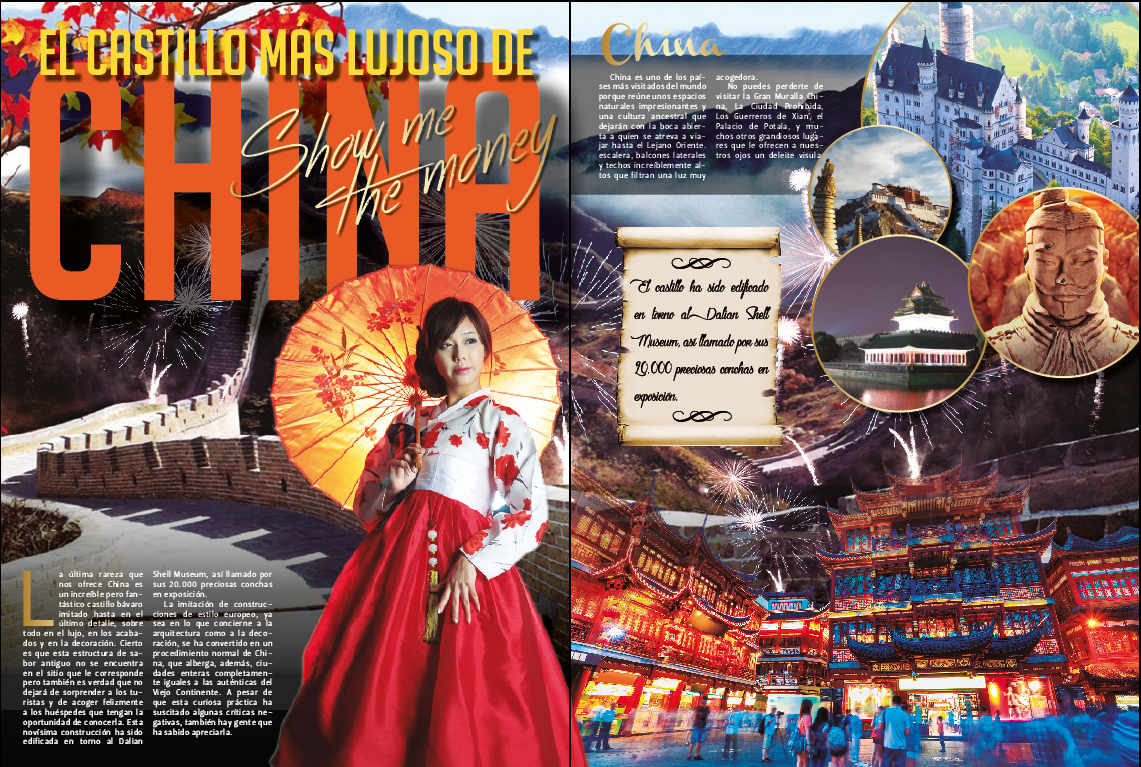 EL CASTILLO MÁS LUJOSO DE
CHINA
Show me
the money
La última rareza que
nos ofrece China es
un increíble pero fan-
tástico castillo bávaro
imitado hasta en el
último detalle, sobre
todo en el lujo, en los acaba-
dos y en la decoración. Cierto
es que esta estructura de sa-
bor antiguo no se encuentra
en el sitio que le corresponde
pero también es verdad que no
dejará de sorprender a los tu-
ristas y de acoger felizmente
a los huéspedes que tengan la
oportunidad de conocerla. Esta
novísima construcción ha sido
edificada en torno al Dalian
Shell Museum, así llamado por
sus 20.000 preciosas conchas
en exposición.
La imitación de construc-
ciones de estilo europeo, ya
sea en lo que concierne a la
arquitectura como a la deco-
ración, se ha convertido en un
procedimiento normal de Chi-
na, que alberga, además, ciu-
dades enteras completamen-
te iguales a las auténticas del
Viejo Continente. A pesar de
que esta curiosa práctica ha
suscitado algunas críticas ne-
gativas, también hay gente que
ha sabido apreciarla.
China
China es uno de los paí-
ses más visitados del mundo
porque reúne unos espacios
naturales impresionantes y
una cultura ancestral que
dejarán con la boca abier-
ta a quien se atreva a via-
jar hasta el Lejano Oriente.
escalera, balcones laterales
y techos increíblemente al-
tos que filtran una luz muy
acogedora.
No puedes perderte de
visitar la Gran Muralla Chi-
na, La Ciudad Prohibida,
Los Guerreros de Xian', el
Palacio de Potala, y mu-
chos otros grandiosos luga-
res que le ofrecen a nues-
tros ojos un deleite visula
El castillo ha sido edificado
en torno al Dalian Shell
Museum, así llamado por sus
20.000 preciosas conchas en
exposición.